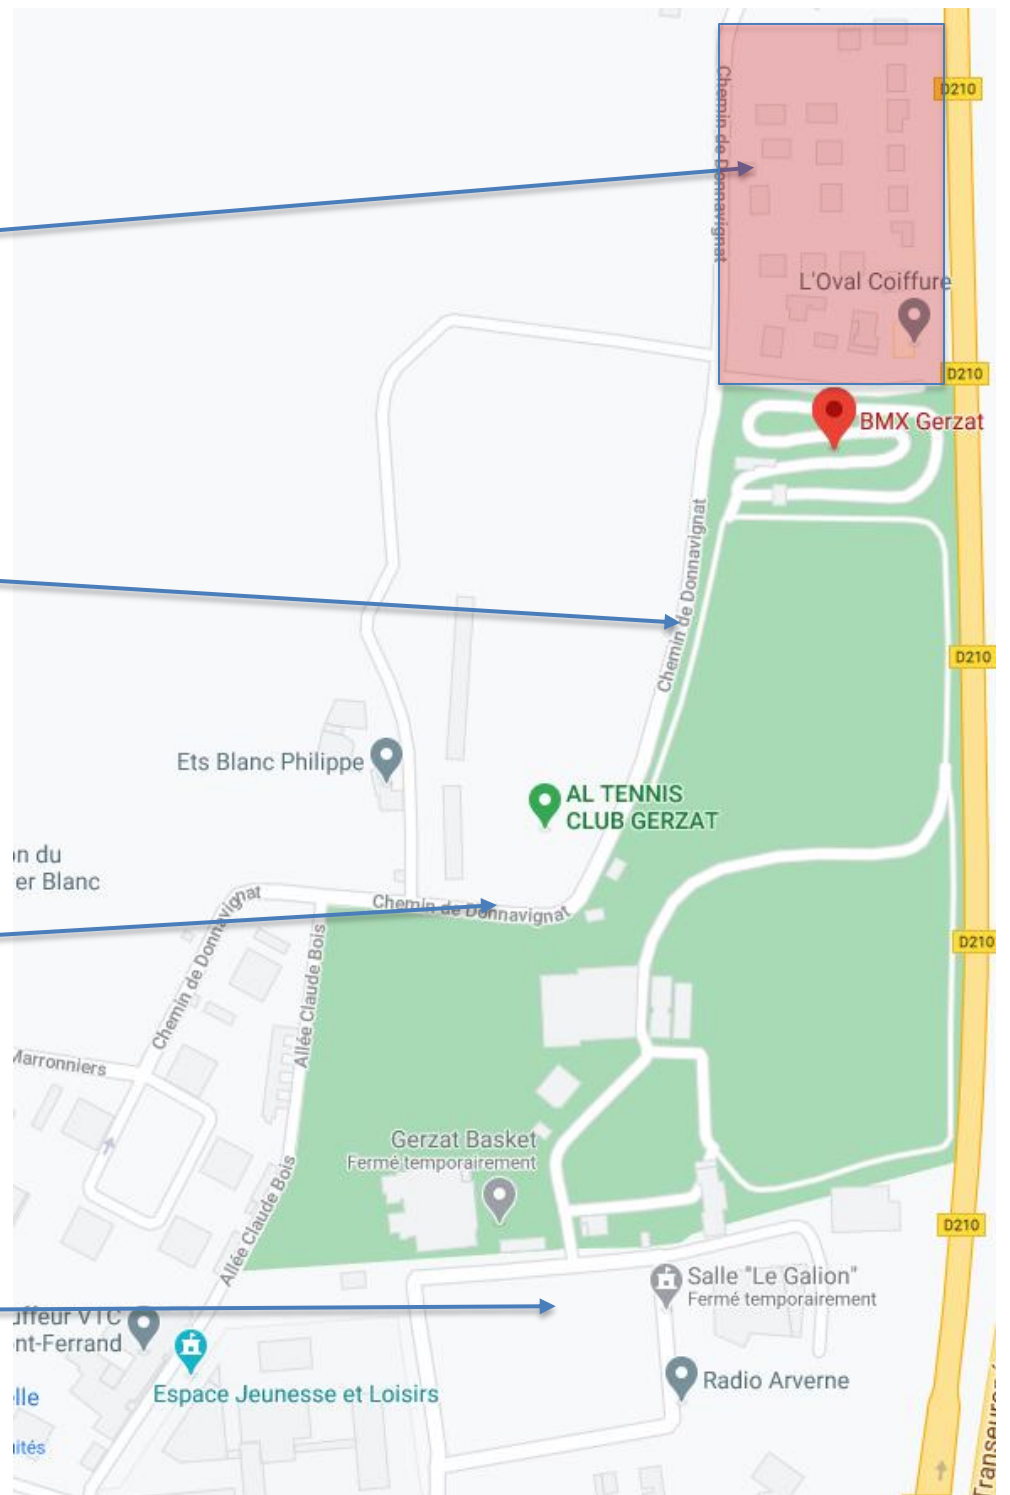 D210
Chemin de Donnavignat
L'Oval Coiffure
D210
BMX Gerzat
Chemin de Donnavignat
D210
Ets Blanc Philippe
AL TENNIS
CLUB GERZAT
on du
er Blanc
Chemin de Donnavignat
Chemin de Donnavignat
Allée Claude Bois
D210
Marronniers
Gerzat Basket
Fermé temporairement
Allée Claude Bois
D210
Salle "Le Galion"
Fermé temporairement
uffeur VTC
nt-Ferrand
Radio Arverne
Espace Jeunesse et Loisirs
elle
uités